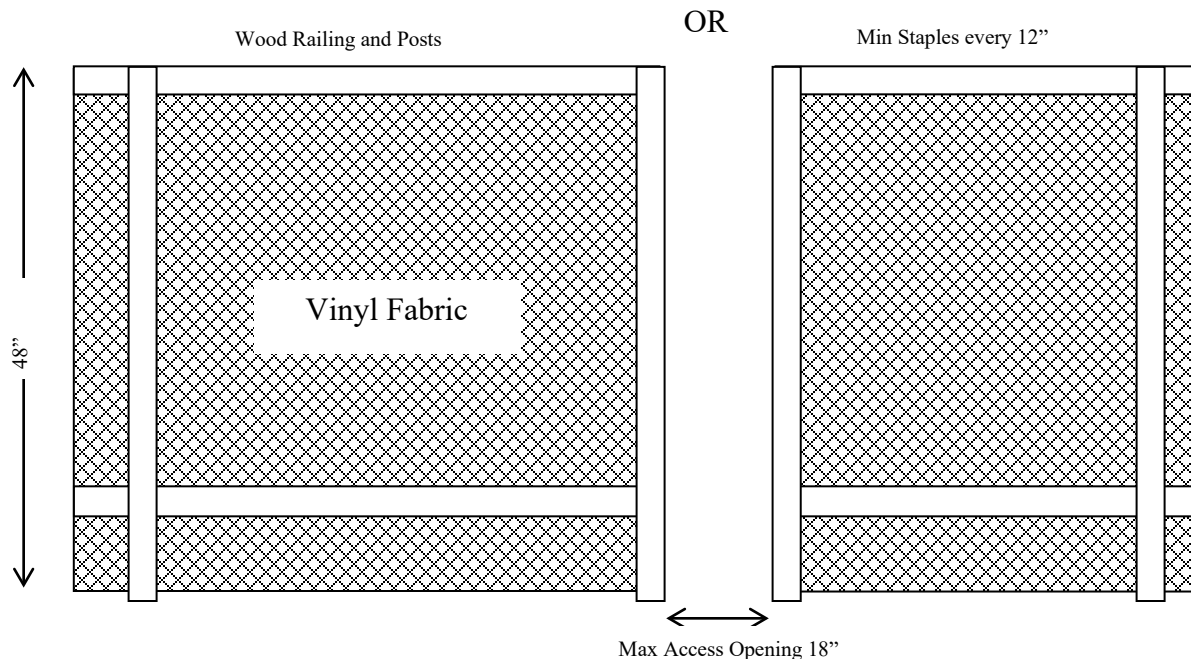 OR
Wood Railing and Posts
Min Staples every 12”
Vinyl Fabric
48”
Max Access Opening 18”